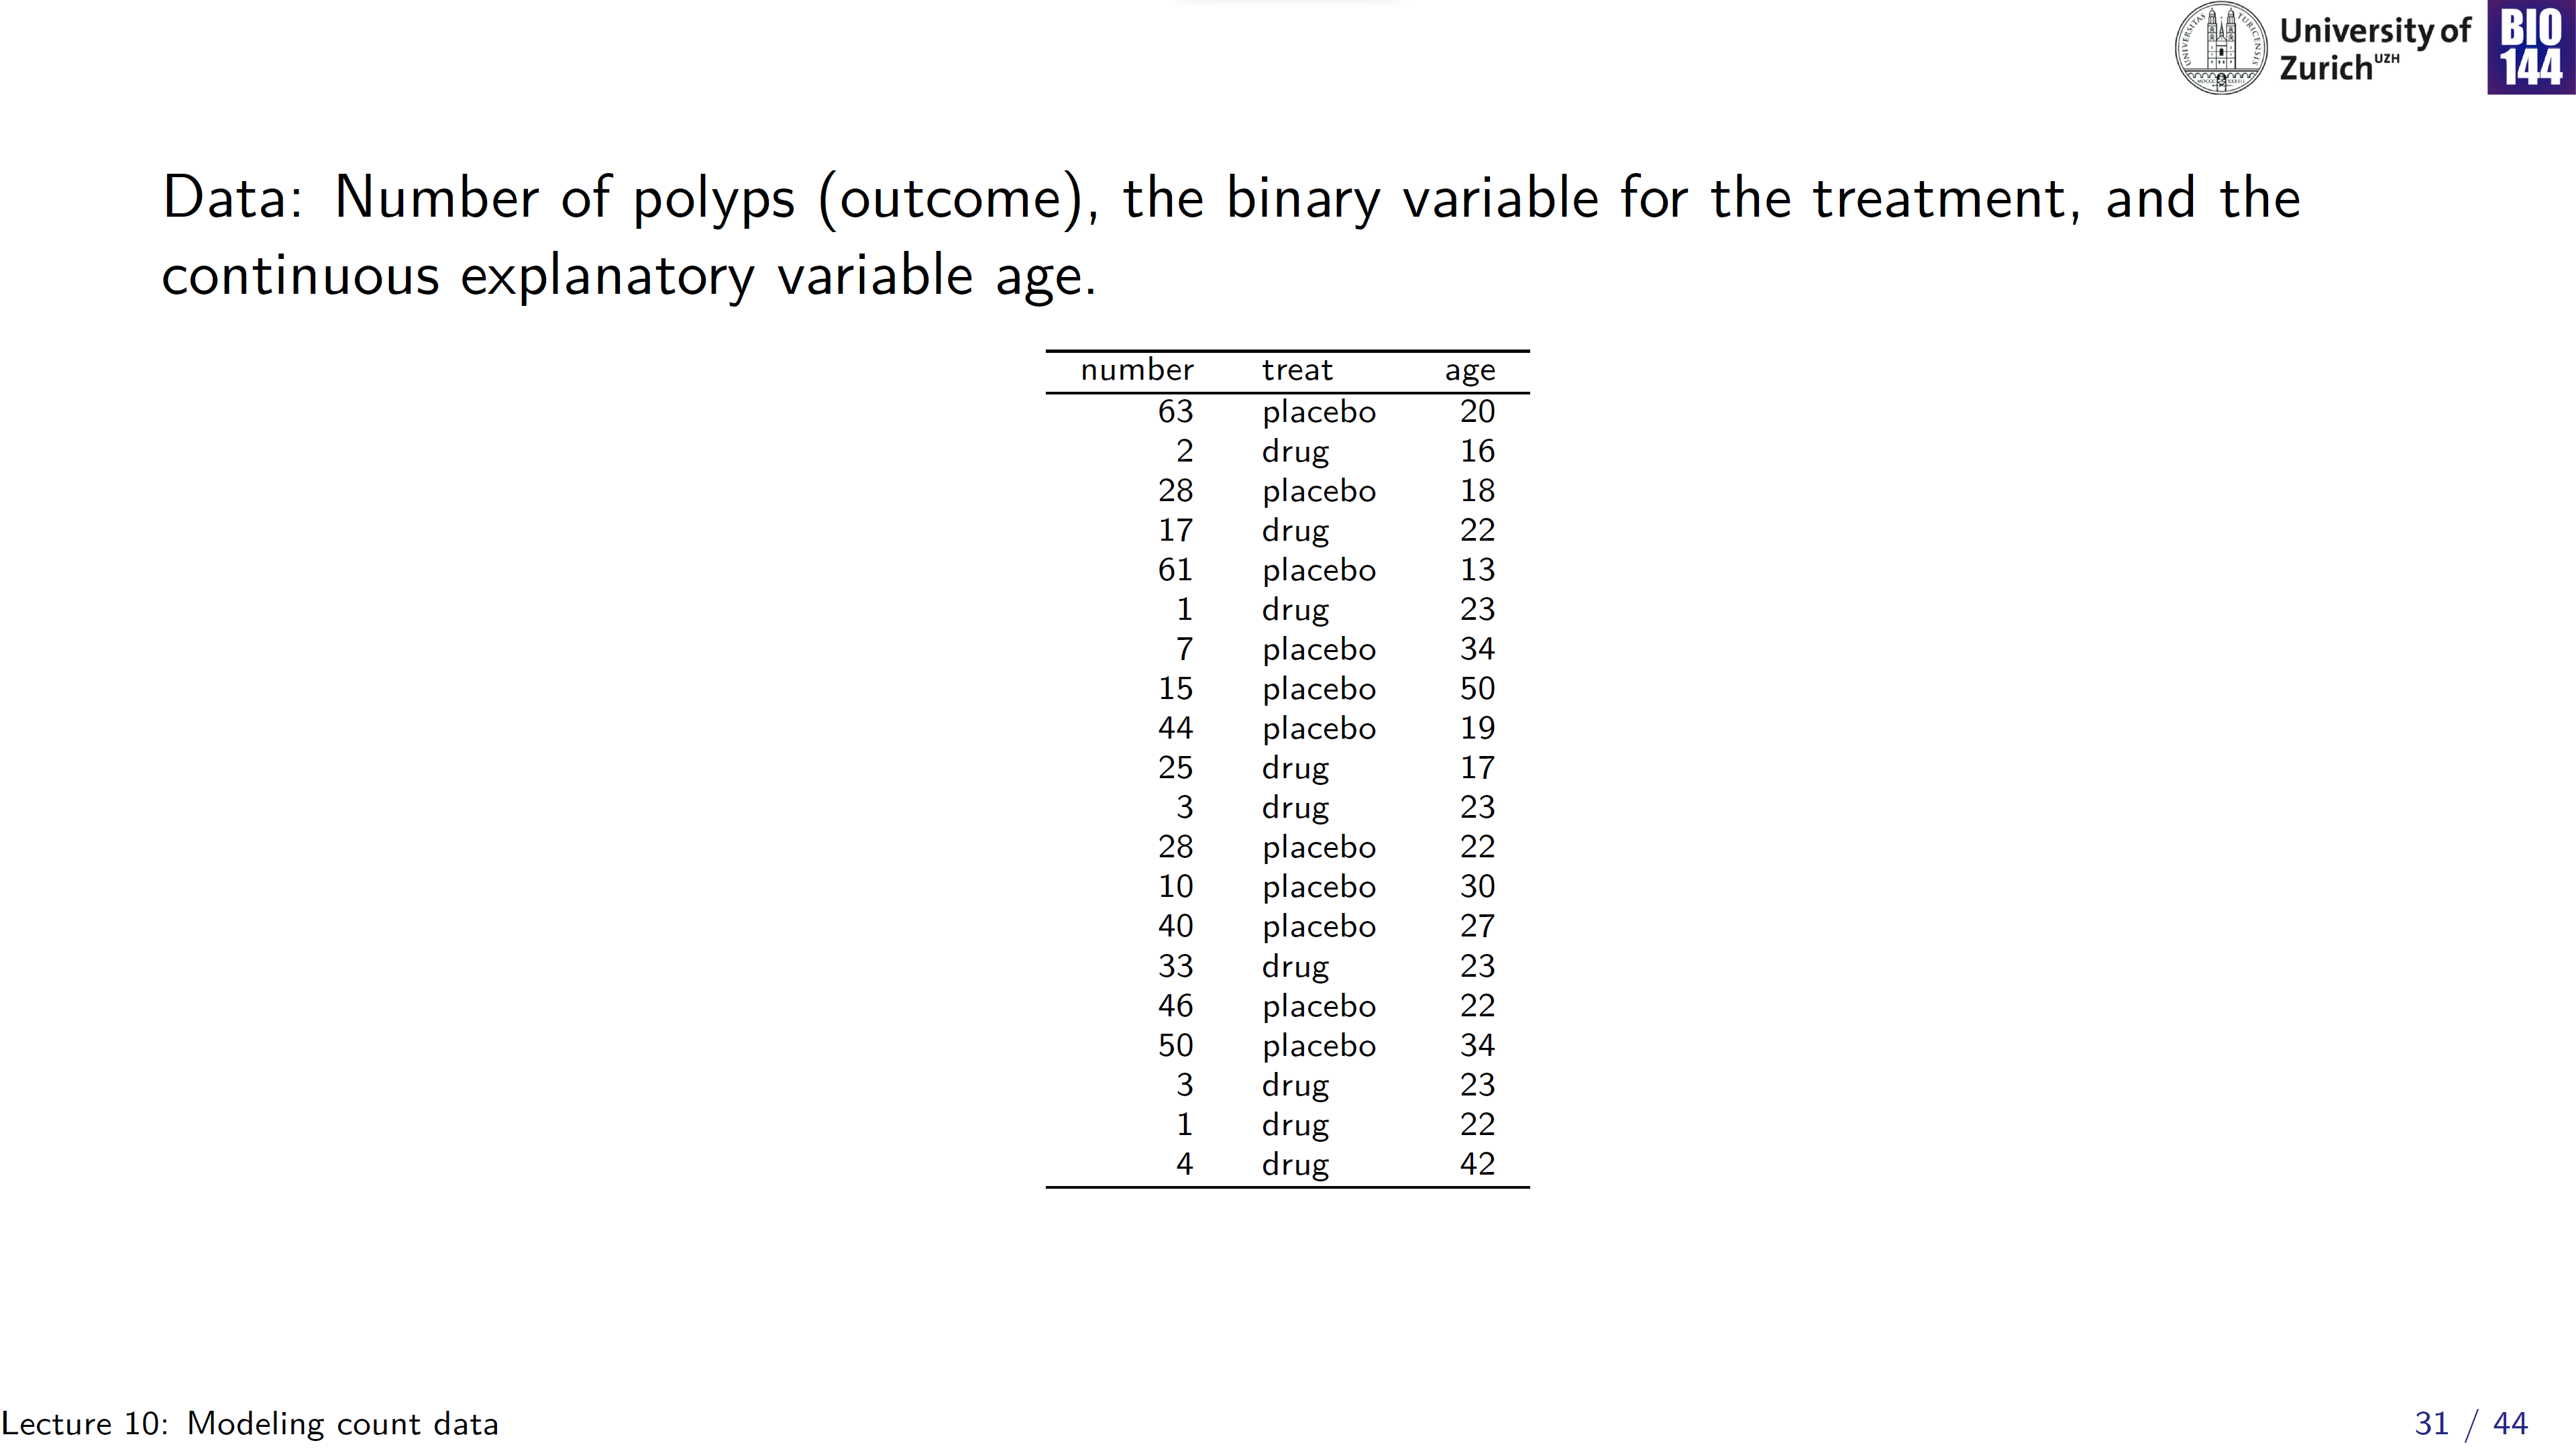 University of
Zurich UZH
BIO
144
Data: Number of polyps (outcome), the binary variable for the treatment, and the
continuous explanatory variable age.
number treat age
63 placebo 20
2 drug 16
28 placebo 18
17 drug 22
61 placebo 13
1 drug 23
7 placebo 34
15 placebo 50
44 placebo 19
25 drug 17
3 drug 23
28 placebo 22
10 placebo 30
40 placebo 27
33 drug 23
46 placebo 22
50 placebo 34
3 drug 23
1 drug 22
4 drug 42
Lecture 10: Modeling count data
31 / 44